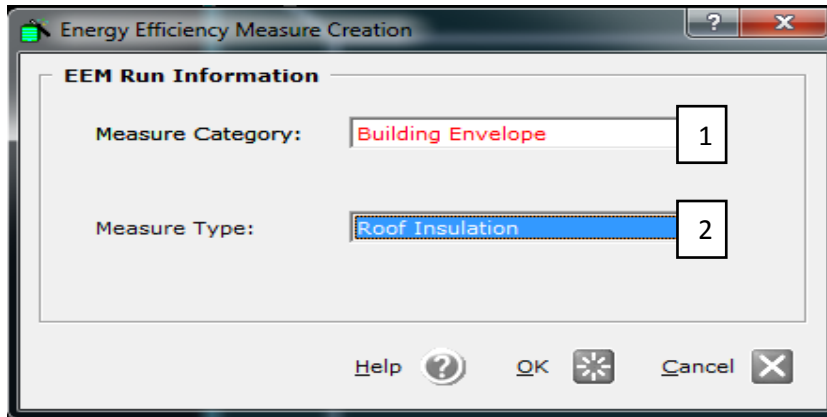 Energy Efficiency Measure Creation
?
X
EEM Run Information
Measure Category:
Building Envelope
1
Measure Type:
Roof Insulation
2
Help ? OK Cancel